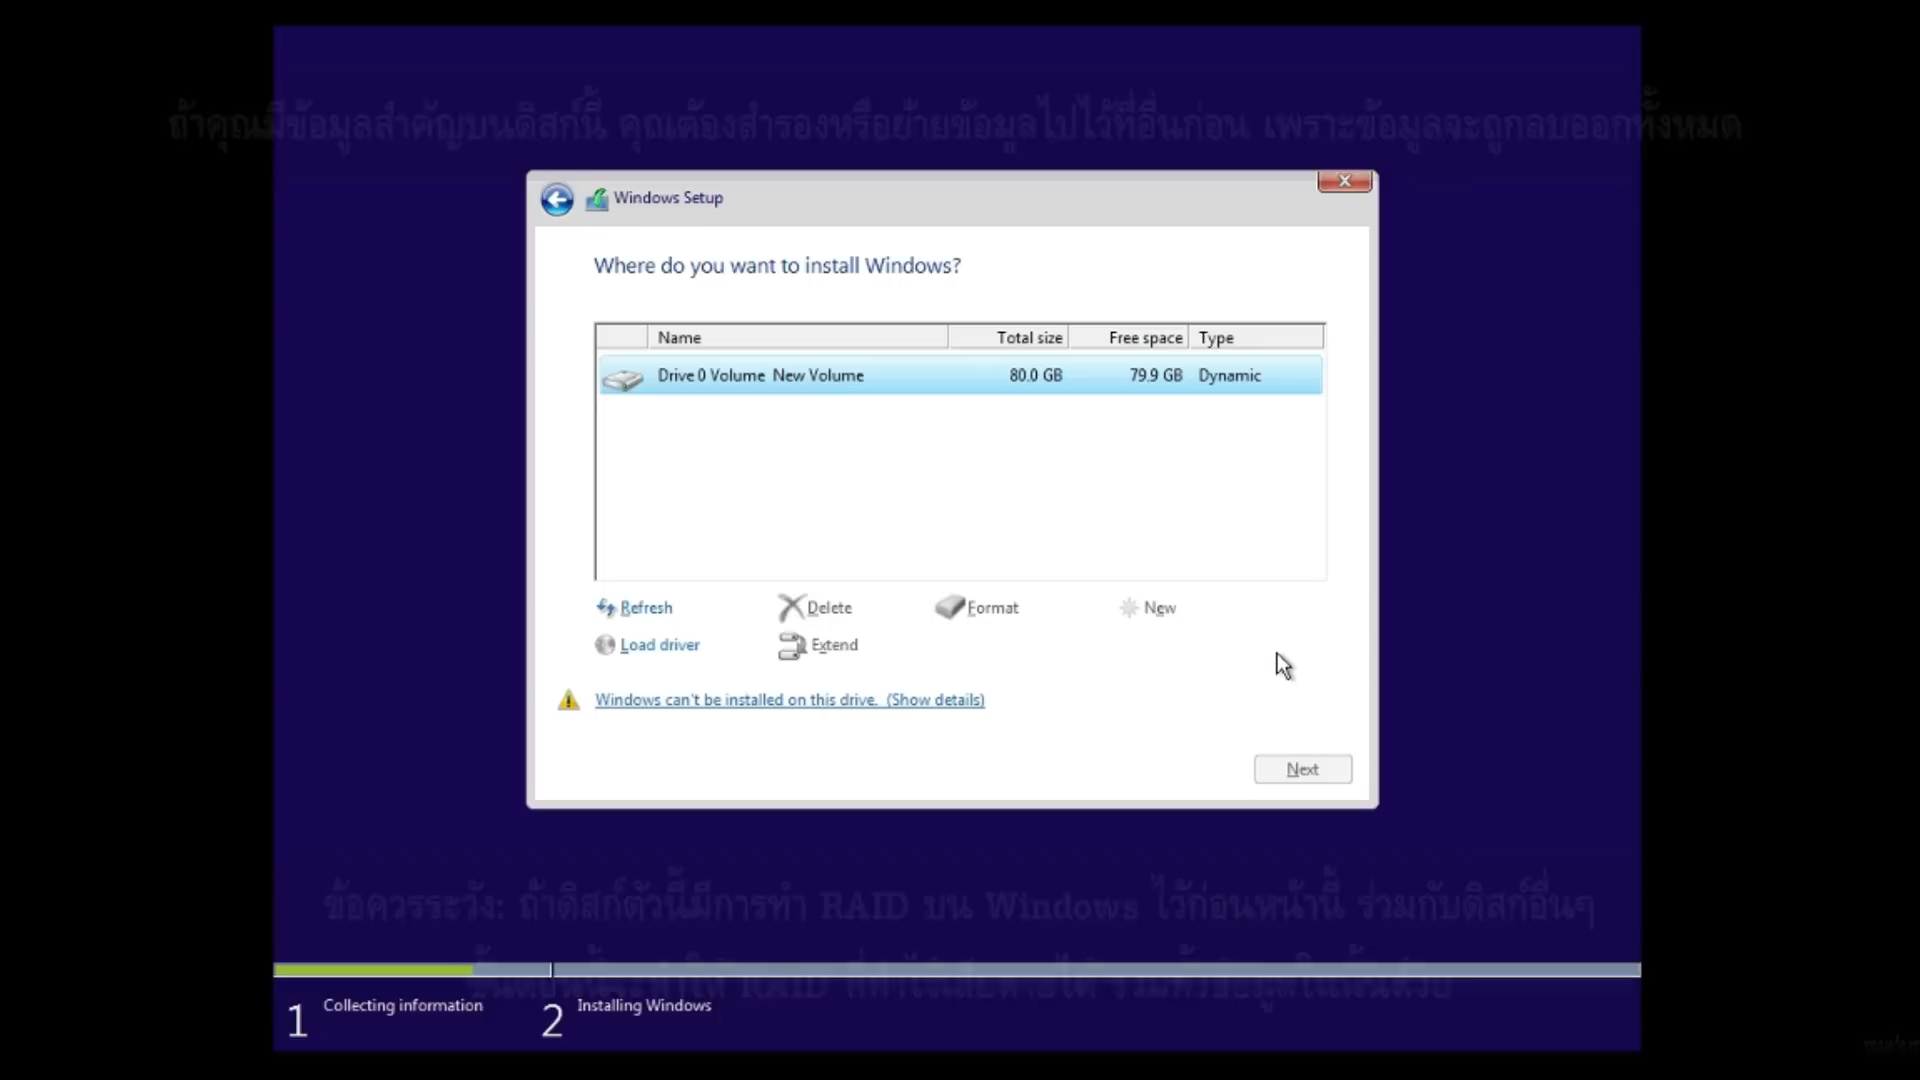 ถ้าคุณมีข้อมูลสำคัญบนดิสก์นี้ คุณต้องสำรองหรือย้ายข้อมูลไปไว้ที่อื่นก่อน เพราะข้อมูลจะถูกลบออกทั้งหมด
Windows Setup
Where do you want to install Windows?
Name Total size Free space Type
Drive 0 Volume New Volume 80.0 GB 79.9 GB Dynamic
Refresh Delete Format New
Load driver Extend
Windows can't be installed on this drive. (Show details)
Next
ข้อควรระวัง: ถ้าดิสก์ตัวนี้มีการทำ RAID บน Windows ไว้ก่อนหน้านี้ ร่วมกับดิสก์อื่นๆ
RAID
1 Collecting information 2 Installing Windows